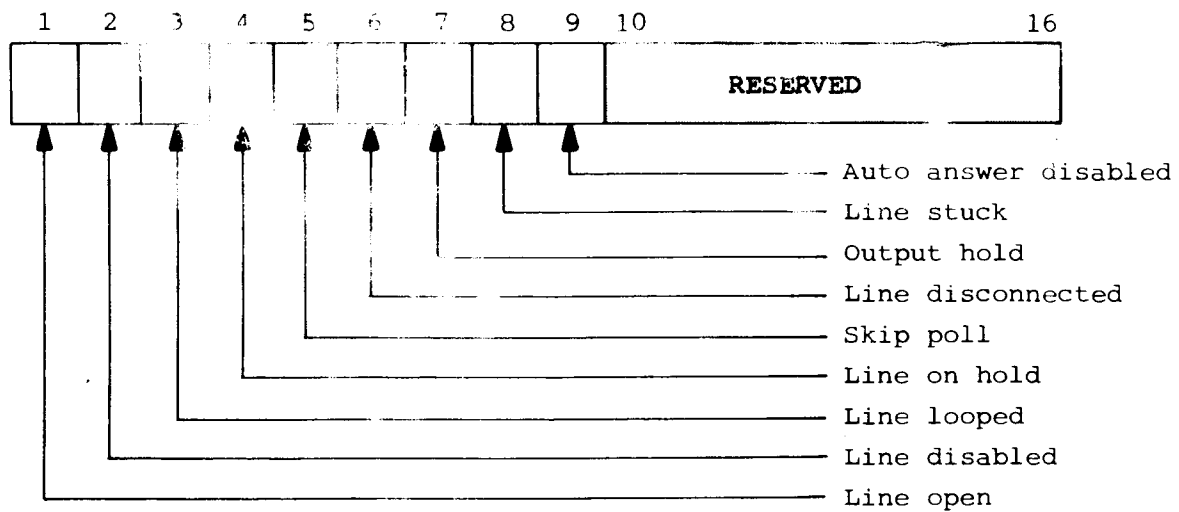 1 2 3 4 5 6 7 8 9 10 16
RESERVED
Auto answer disabled
Line stuck
Output hold
Line disconnected
Skip poll
Line on hold
Line looped
Line disabled
Line open